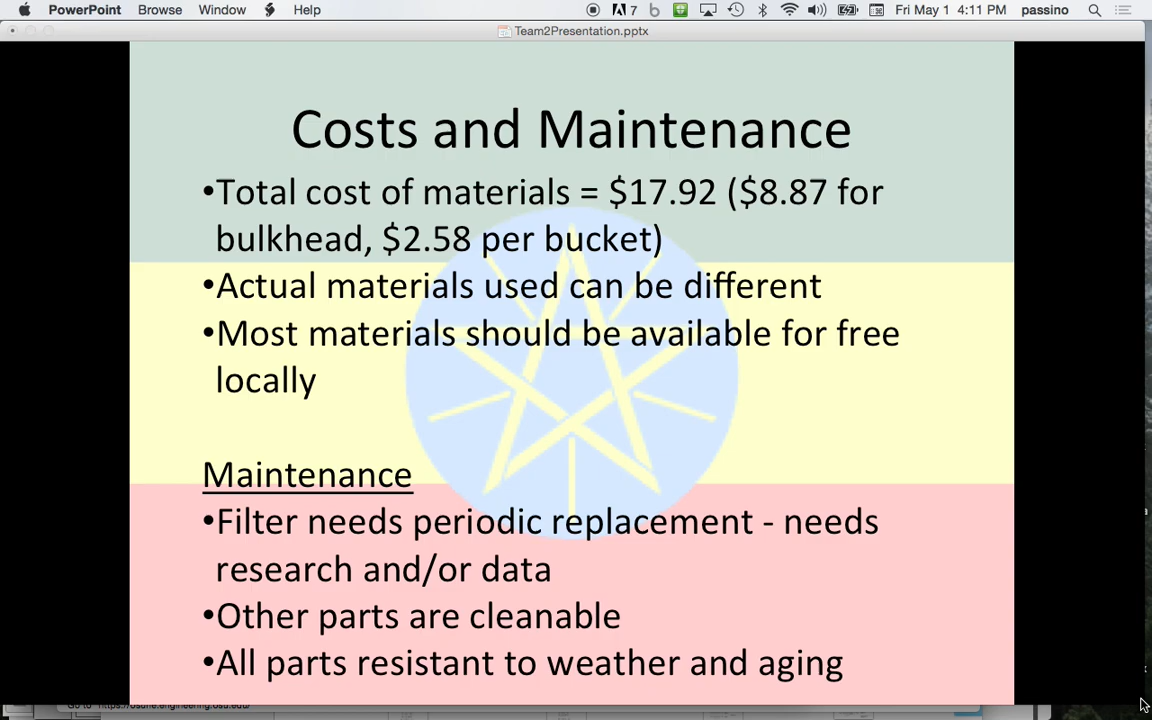 PowerPoint Browse Window Help 7 Fri May 1 4:11 PM passino
Team2Presentation.pptx
Costs and Maintenance
•Total cost of materials = $17.92 ($8.87 for
bulkhead, $2.58 per bucket)
•Actual materials used can be different
•Most materials should be available for free
locally
Maintenance
•Filter needs periodic replacement - needs
research and/or data
•Other parts are cleanable
•All parts resistant to weather and aging